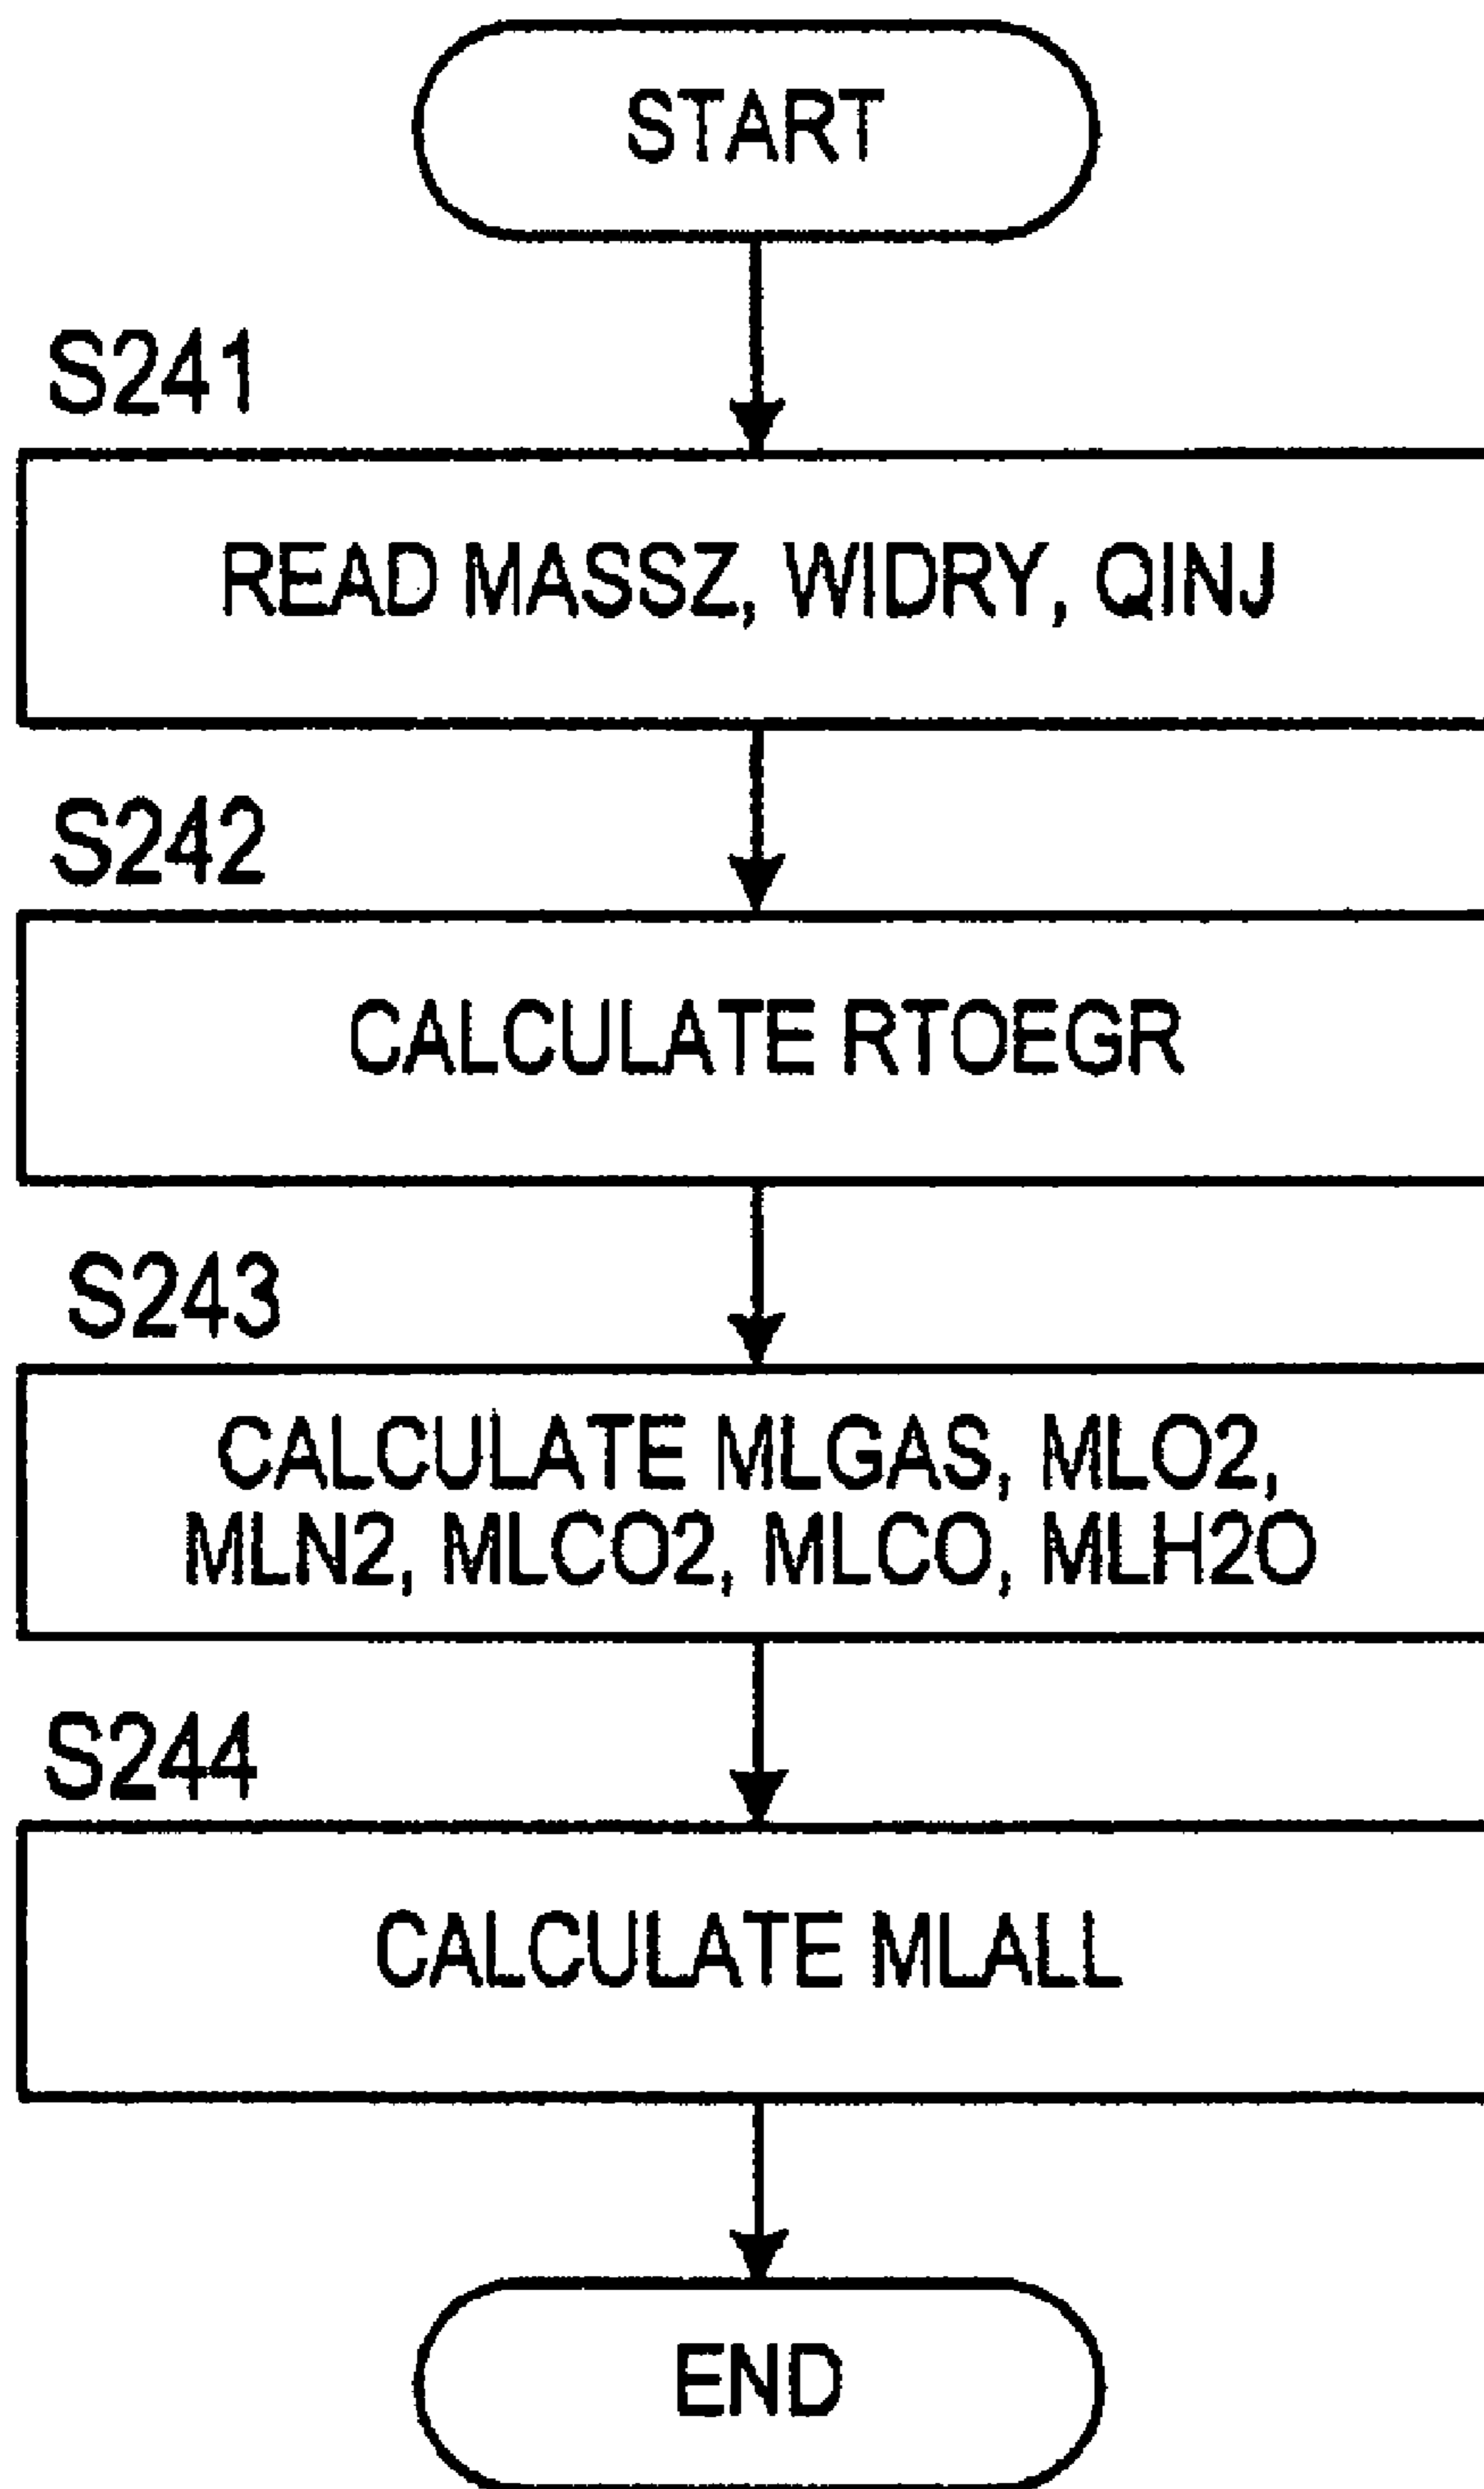 START
S241
READ MASSZ, WIDRY, QINJ
S242
CALCULATE RTOEGR
S243
CALCULATE MLGAS, MLO2,
MLN2, MLCO2, MLCO, MLH2O
S244
CALCULATE MLALL
END